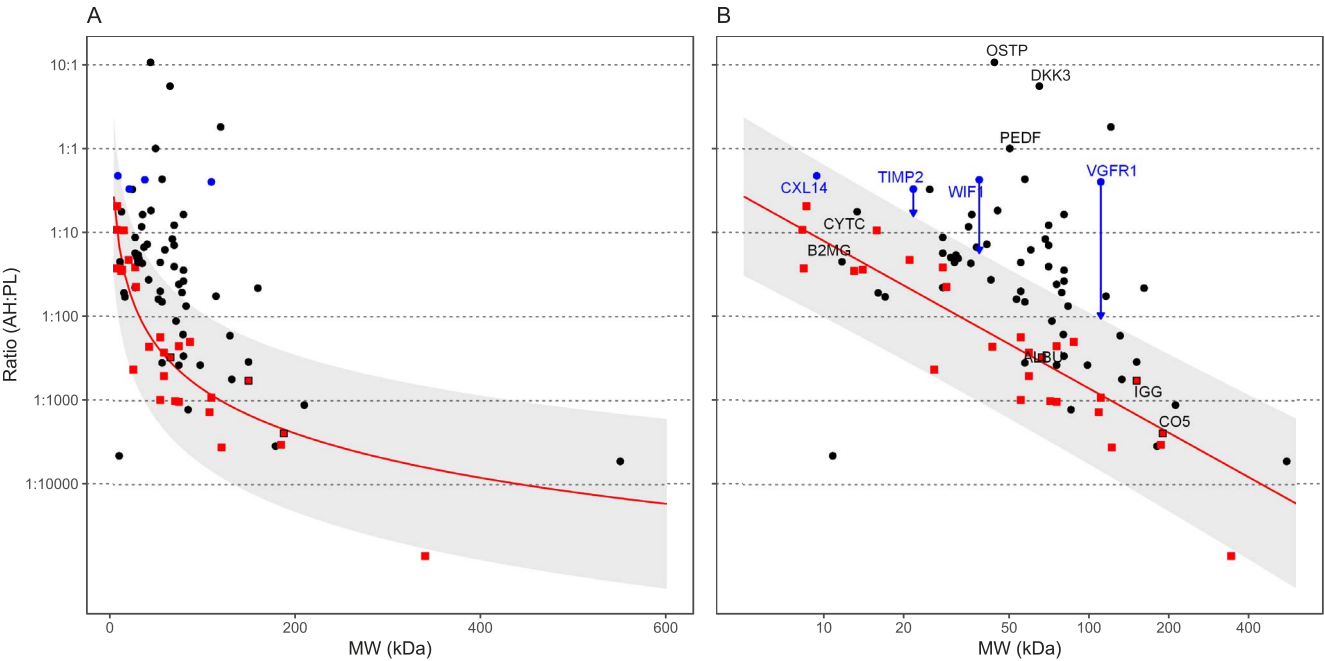 A
B
Ratio (AH:PL)
10:1
1:1
1:10
1:100
1:1000
1:10000
OSTP
DKK3
PEDF
CXL14
TIMP2
WIF1
VGFR1
CYTC
B2MG
ALBU
IGG
CO5
0
200
400
600
10
20
50
100
200
400
MW (kDa)
MW (kDa)